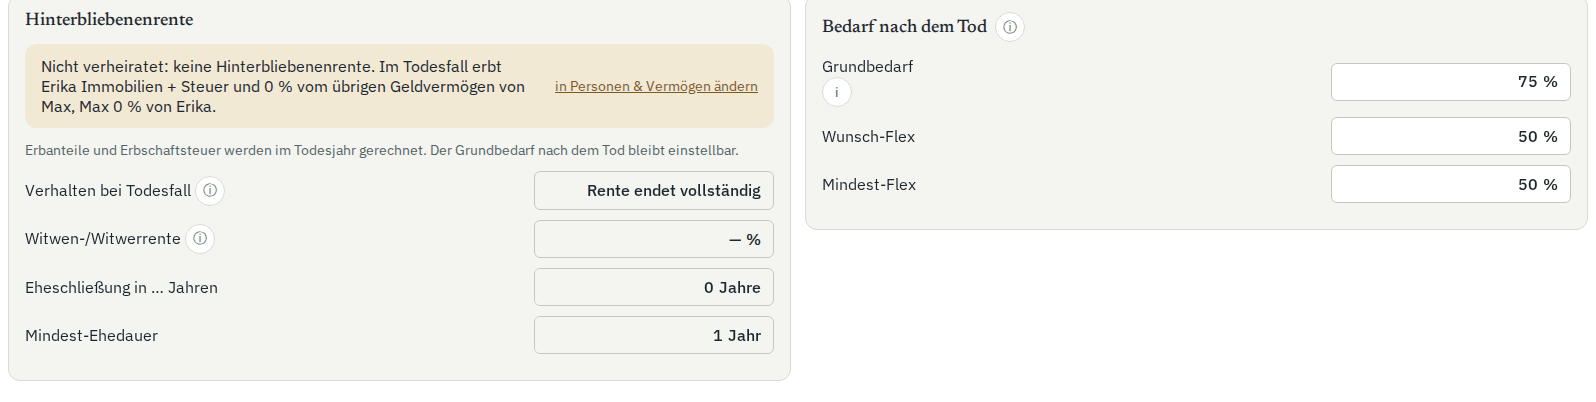 Hinterbliebenenrente
Nicht verheiratet: keine Hinterbliebenenrente. Im Todesfall erbt
Erika Immobilien + Steuer und 0 % vom übrigen Geldvermögen von
Max, Max 0 % von Erika.
in Personen & Vermögen ändern
Erbanteile und Erbschaftsteuer werden im Todesjahr gerechnet. Der Grundbedarf nach dem Tod bleibt einstellbar.
Verhalten bei Todesfall ⓘ
Rente endet vollständig
Witwen-/Witwerrente ⓘ
— %
Eheschließung in … Jahren
0 Jahre
Mindest-Ehedauer
1 Jahr
Bedarf nach dem Tod ⓘ
Grundbedarf
i
75 %
Wunsch-Flex
50 %
Mindest-Flex
50 %